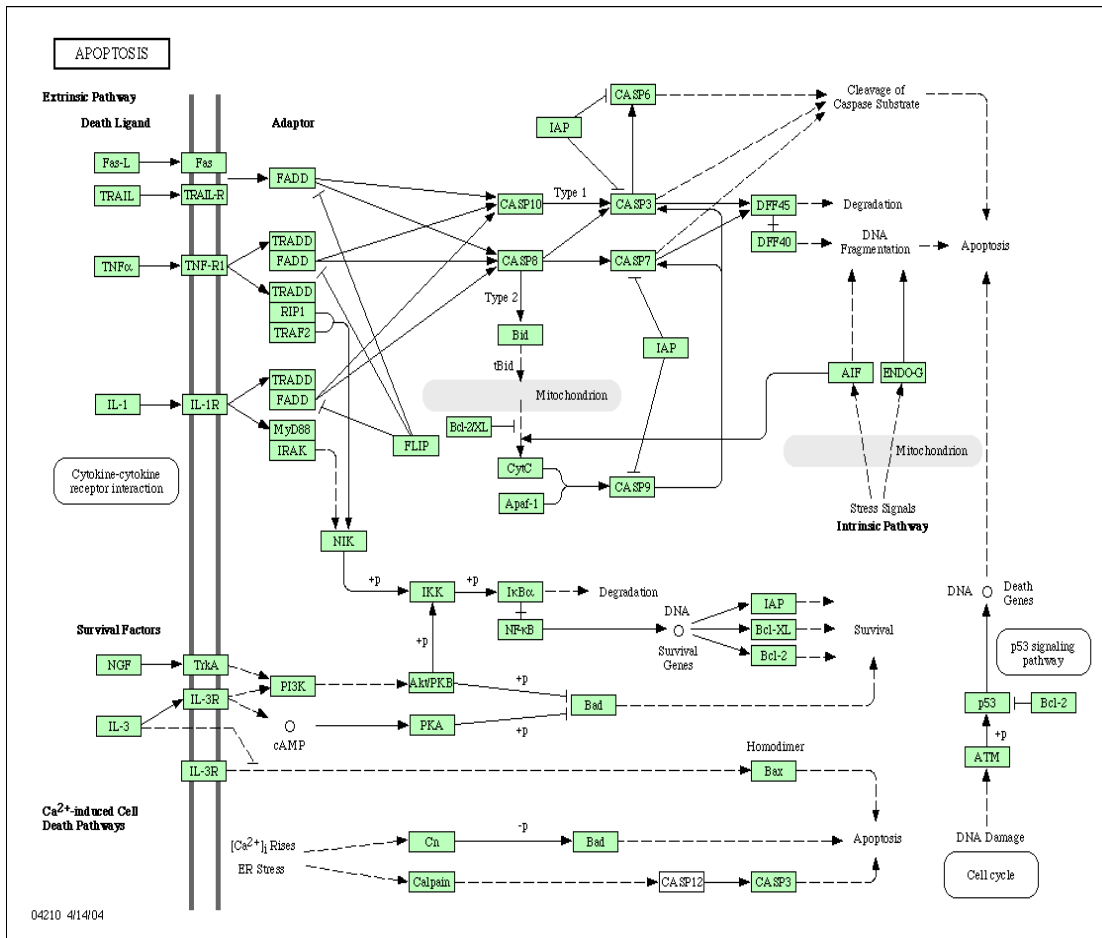 APOPTOSIS
Extrinsic Pathway
Death Ligand
Adaptor
CASP6
Cleavage of
Caspase Substrate
IAP
Fas-L
Fas
FADD
TRAIL
TRAIL-R
Type 1
CASP10
CASP3
DFF45
Degradation
TRADD
FADD
DFF40
DNA
Fragmentation
Apoptosis
TNFα
TNF-R1
CASP8
CASP7
TRADD
RIP1
TRAF2
Type 2
Bid
IAP
tBid
TRADD
FADD
AIF
ENDO-G
Mitochondrion
IL-1
IL-1R
MyD88
IRAK
FLIP
Bcl-2/XL
Mitochondrion
Cytokine-cytokine
receptor interaction
CytC
CASP9
Apaf-1
Stress Signals
Intrinsic Pathway
NIK
+p
IKK
+p
IκBα
Degradation
DNA
IAP
DNA
Death
Genes
Survival Factors
+p
NF-κB
Survival
Genes
Bcl-XL
Survival
Bcl-2
p53 signaling
pathway
NGF
TrkA
PI3K
Akt/PKB
+p
IL-3R
Bad
p53
Bcl-2
IL-3
cAMP
PKA
+p
+p
Homodimer
IL-3R
Bax
ATM
Ca2+-induced Cell
Death Pathways
[Ca2+]i Rises
Cn
-p
Bad
Apoptosis
DNA Damage
ER Stress
Calpain
CASP12
CASP3
Cell cycle
04210 4/14/04